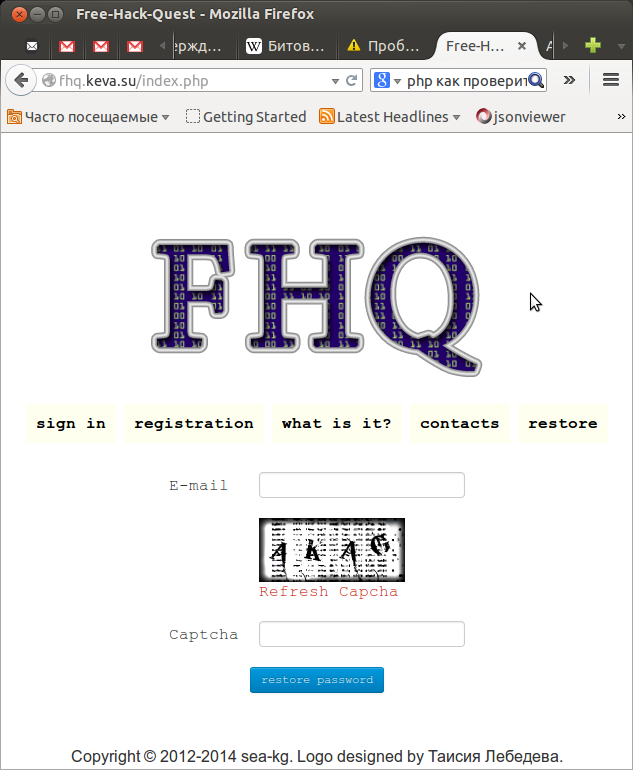 Free-Hack-Quest - Mozilla Firefox
ержд… Битов… Проб… Free-H…
fhq.keva.su/index.php php как проверит
Часто посещаемые Getting Started Latest Headlines jsonviewer
FHQ
sign in registration what is it? contacts restore
E-mail
AKAG
Refresh Capcha
Captcha
restore password
Copyright © 2012-2014 sea-kg. Logo designed by Таисия Лебедева.